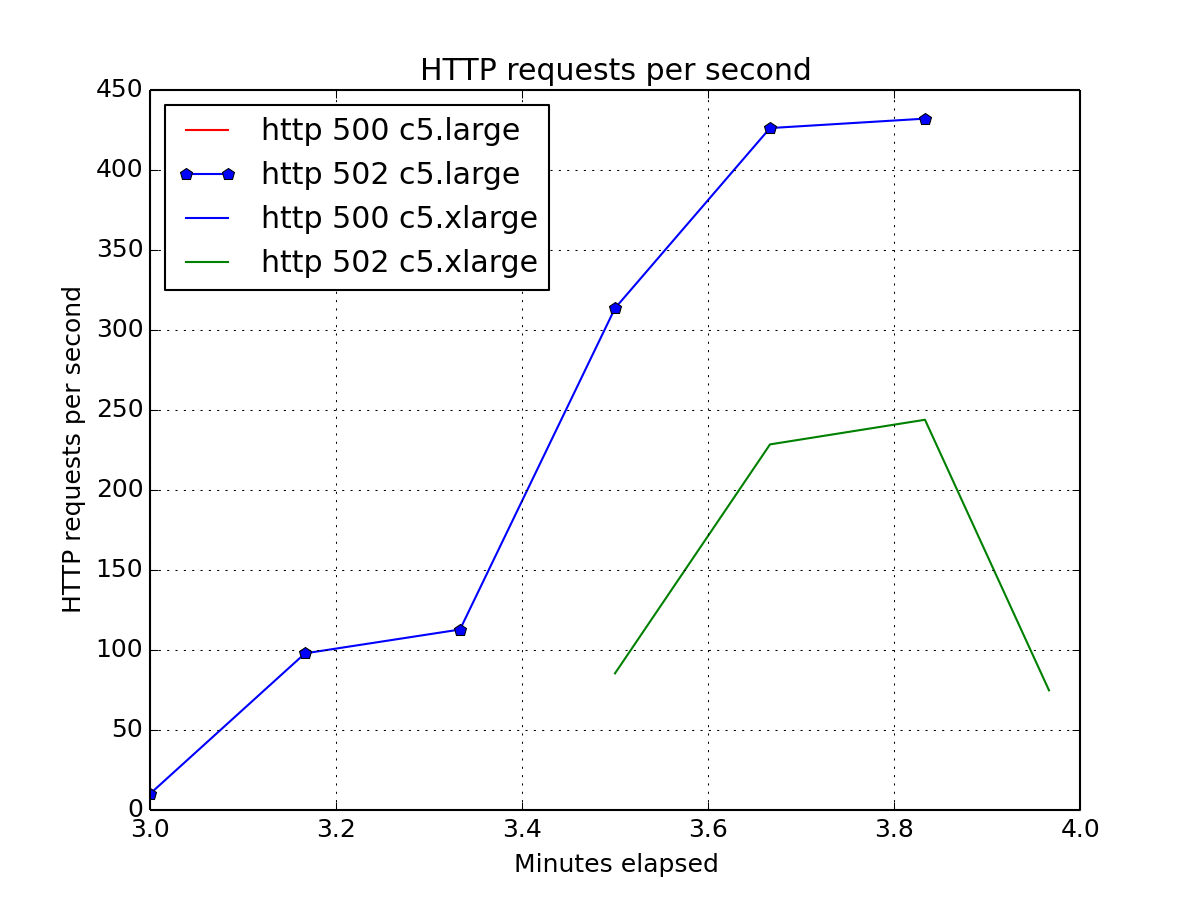 HTTP requests per second
450
400
350
300
250
200
150
100
50
0
HTTP requests per second
http 500 c5.large
http 502 c5.large
http 500 c5.xlarge
http 502 c5.xlarge
3.0 3.2 3.4 3.6 3.8 4.0
Minutes elapsed